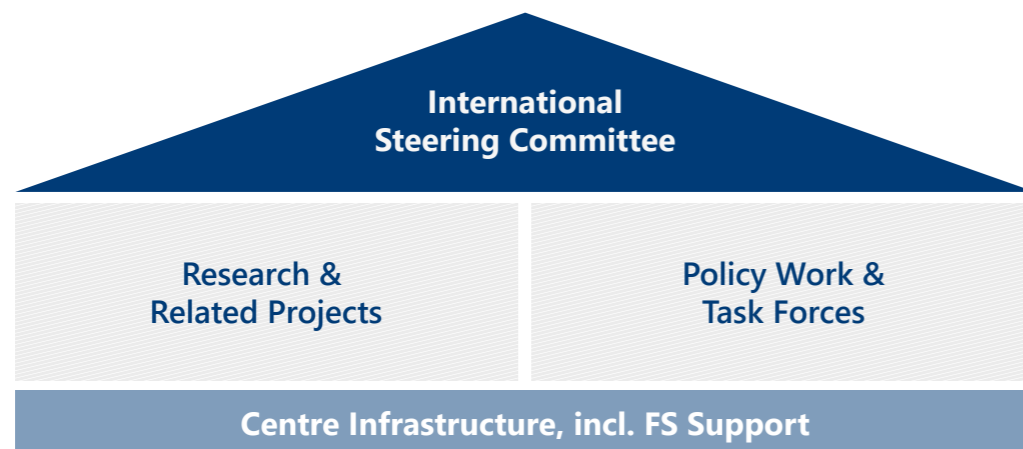 International
Steering Committee
Research &
Related Projects
Policy Work &
Task Forces
Centre Infrastructure, incl. FS Support